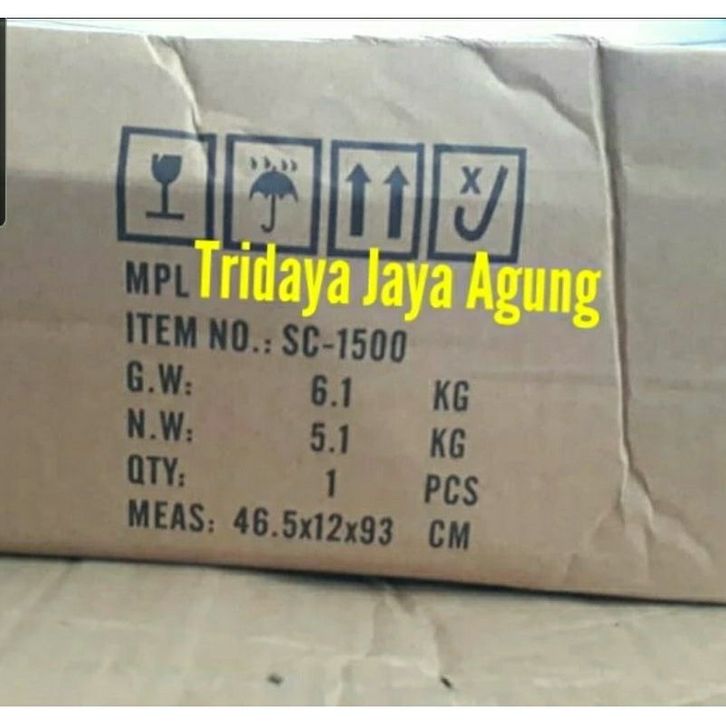 MPL Tridaya Jaya Agung
ITEM NO.: SC-1500
G.W: 6.1 KG
N.W: 5.1 KG
QTY: 1 PCS
MEAS: 46.5x12x93 CM